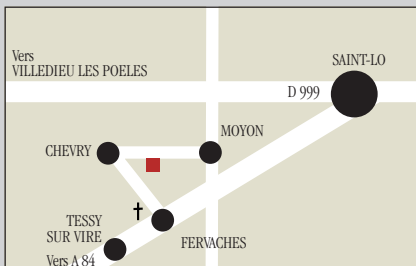 Vers
VILLEDIEU LES POELES
SAINT-LO
D 999
MOYON
CHEVRY
TESSY
SUR VIRE
FERVACHES
Vers A 84